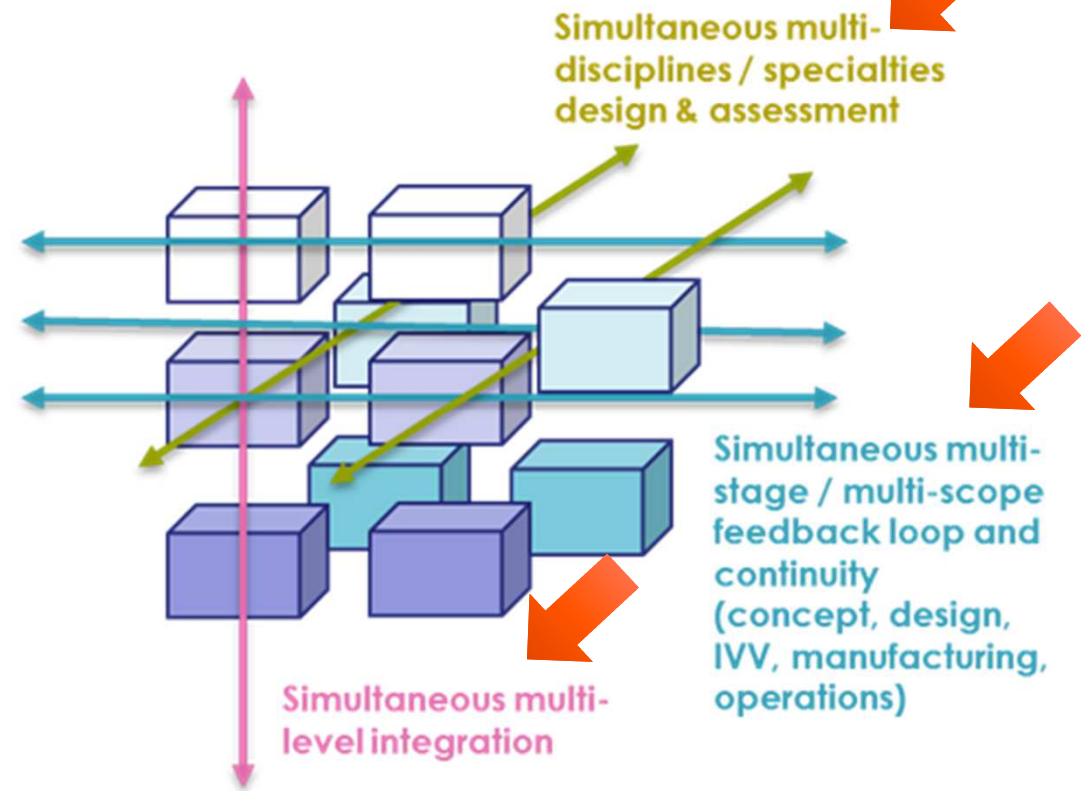 Simultaneous multi-
disciplines / specialties
design & assessment
Simultaneous multi-
stage / multi-scope
feedback loop and
continuity
(concept, design,
IVV, manufacturing,
operations)
Simultaneous multi-
level integration